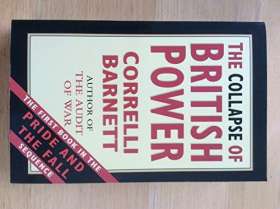 THE COLLAPSE OF
BRITISH
POWER
CORRELLI
BARNETT
AUTHOR OF
THE AUDIT
OF WAR
THE FIRST BOOK IN THE
PRIDE AND
THE FALL
SEQUENCE